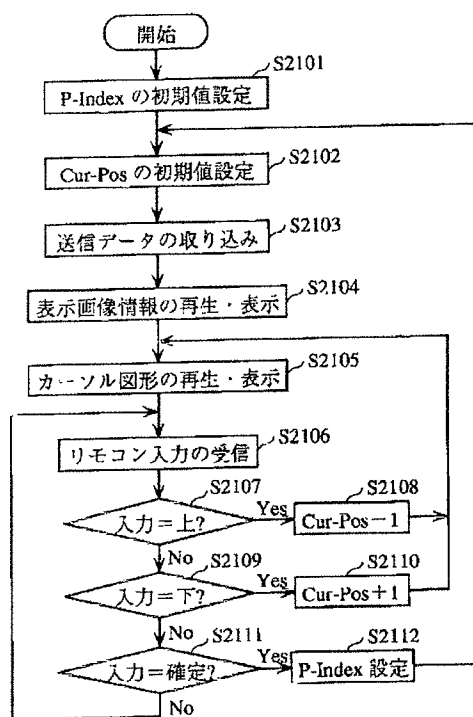 開始
S2101
P-Index の初期値設定
S2102
Cur-Pos の初期値設定
S2103
送信データの取り込み
S2104
表示画像情報の再生・表示
S2105
カーソル図形の再生・表示
S2106
リモコン入力の受信
S2107
入力=上?
Yes
S2108
Cur-Pos-1
No
S2109
入力=下?
Yes
S2110
Cur-Pos+1
No
S2111
入力=確定?
Yes
S2112
P-Index 設定
No